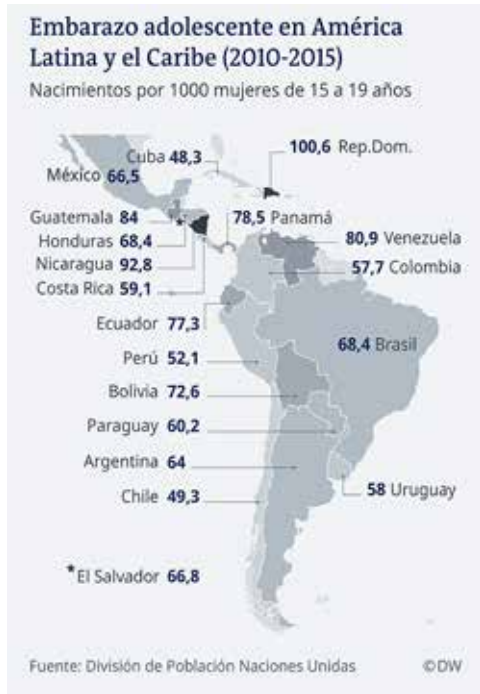 Embarazo adolescente en América
Latina y el Caribe (2010-2015)
Nacimientos por 1000 mujeres de 15 a 19 años
Cuba 48,3
100,6 Rep.Dom.
México 66,5
Guatemala 84
78,5 Panamá
Honduras 68,4
80,9 Venezuela
Nicaragua 92,8
57,7 Colombia
Costa Rica 59,1
Ecuador 77,3
68,4 Brasil
Perú 52,1
Bolivia 72,6
Paraguay 60,2
Argentina 64
58 Uruguay
Chile 49,3
*El Salvador 66,8
Fuente: División de Población Naciones Unidas
©DW